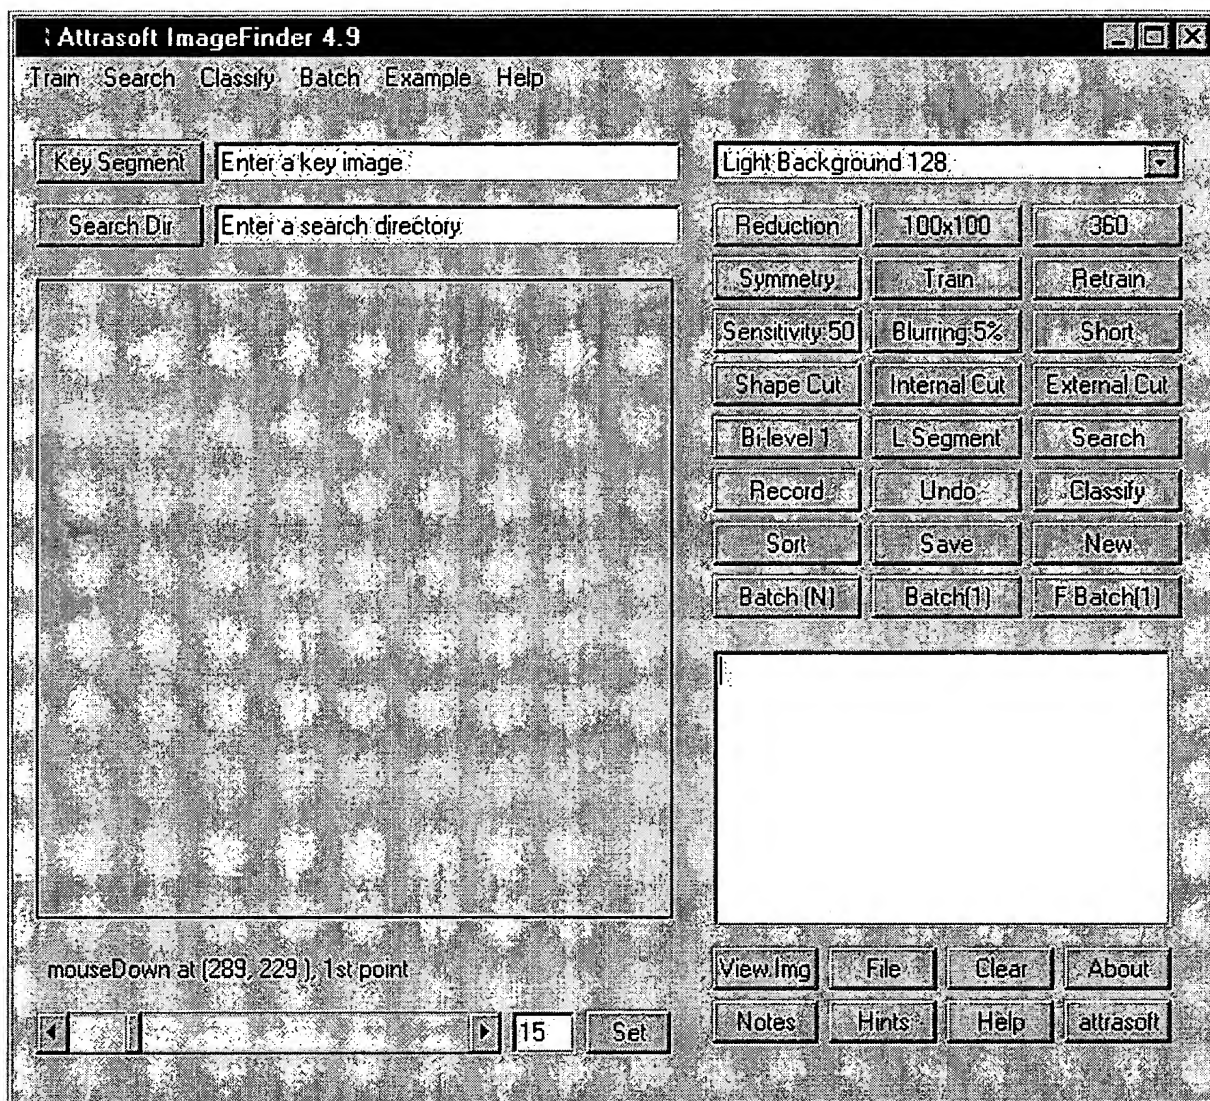 Attrasoft ImageFinder 4.9
Train Search Classify Batch Example Help
Key Segment Enter a key image Light Background 128
Search Dir Enter a search directory
Reduction 100x100 360
Symmetry Train Retrain
Sensitivity:50 Blurring:5% Short
Shape Cut Internal Cut External Cut
Bi-level 1 L Segment Search
Record Undo Classify
Sort Save New
Batch (N) Batch(1) F Batch(1)
mouseDown at (289, 229 ), 1st point
View Img File Clear About
15 Set
Notes Hints Help attrasoft